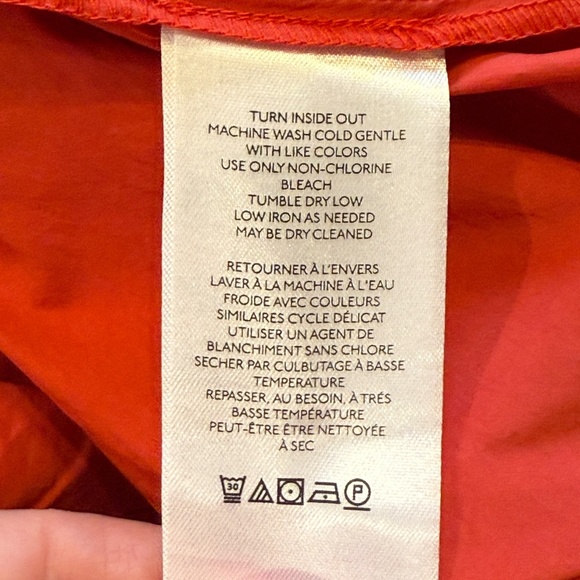 TURN INSIDE OUT
MACHINE WASH COLD GENTLE
WITH LIKE COLORS
USE ONLY NON-CHLORINE
BLEACH
TUMBLE DRY LOW
LOW IRON AS NEEDED
MAY BE DRY CLEANED
RETOURNER À L'ENVERS
LAVER À LA MACHINE À L'EAU
FROIDE AVEC COULEURS
SIMILAIRES CYCLE DÉLICAT
UTILISER UN AGENT DE
BLANCHIMENT SANS CHLORE
SECHER PAR CULBUTAGE À BASSE
TEMPERATURE
REPASSER, AU BESOIN, À TRÉS
BASSE TEMPÉRATURE
PEUT-ÊTRE ÊTRE NETTOYÉE
À SEC
30 P